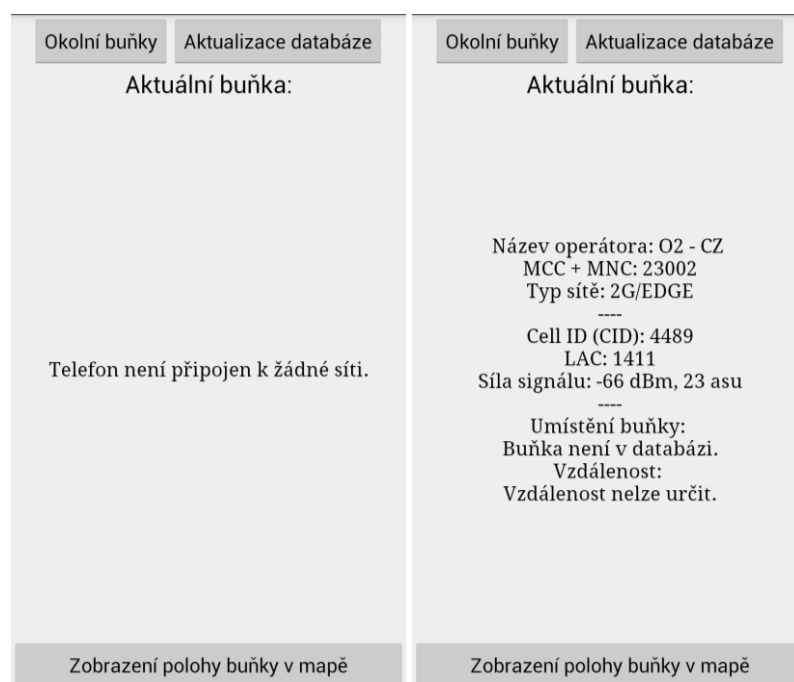 Okolní buňky
Aktualizace databáze
Aktuální buňka:
Telefon není připojen k žádné síti.
Zobrazení polohy buňky v mapě
Okolní buňky
Aktualizace databáze
Aktuální buňka:
Název operátora: O2 - CZ
MCC + MNC: 23002
Typ sítě: 2G/EDGE
----
Cell ID (CID): 4489
LAC: 1411
Síla signálu: -66 dBm, 23 asu
----
Umístění buňky:
Buňka není v databázi.
Vzdálenost:
Vzdálenost nelze určit.
Zobrazení polohy buňky v mapě